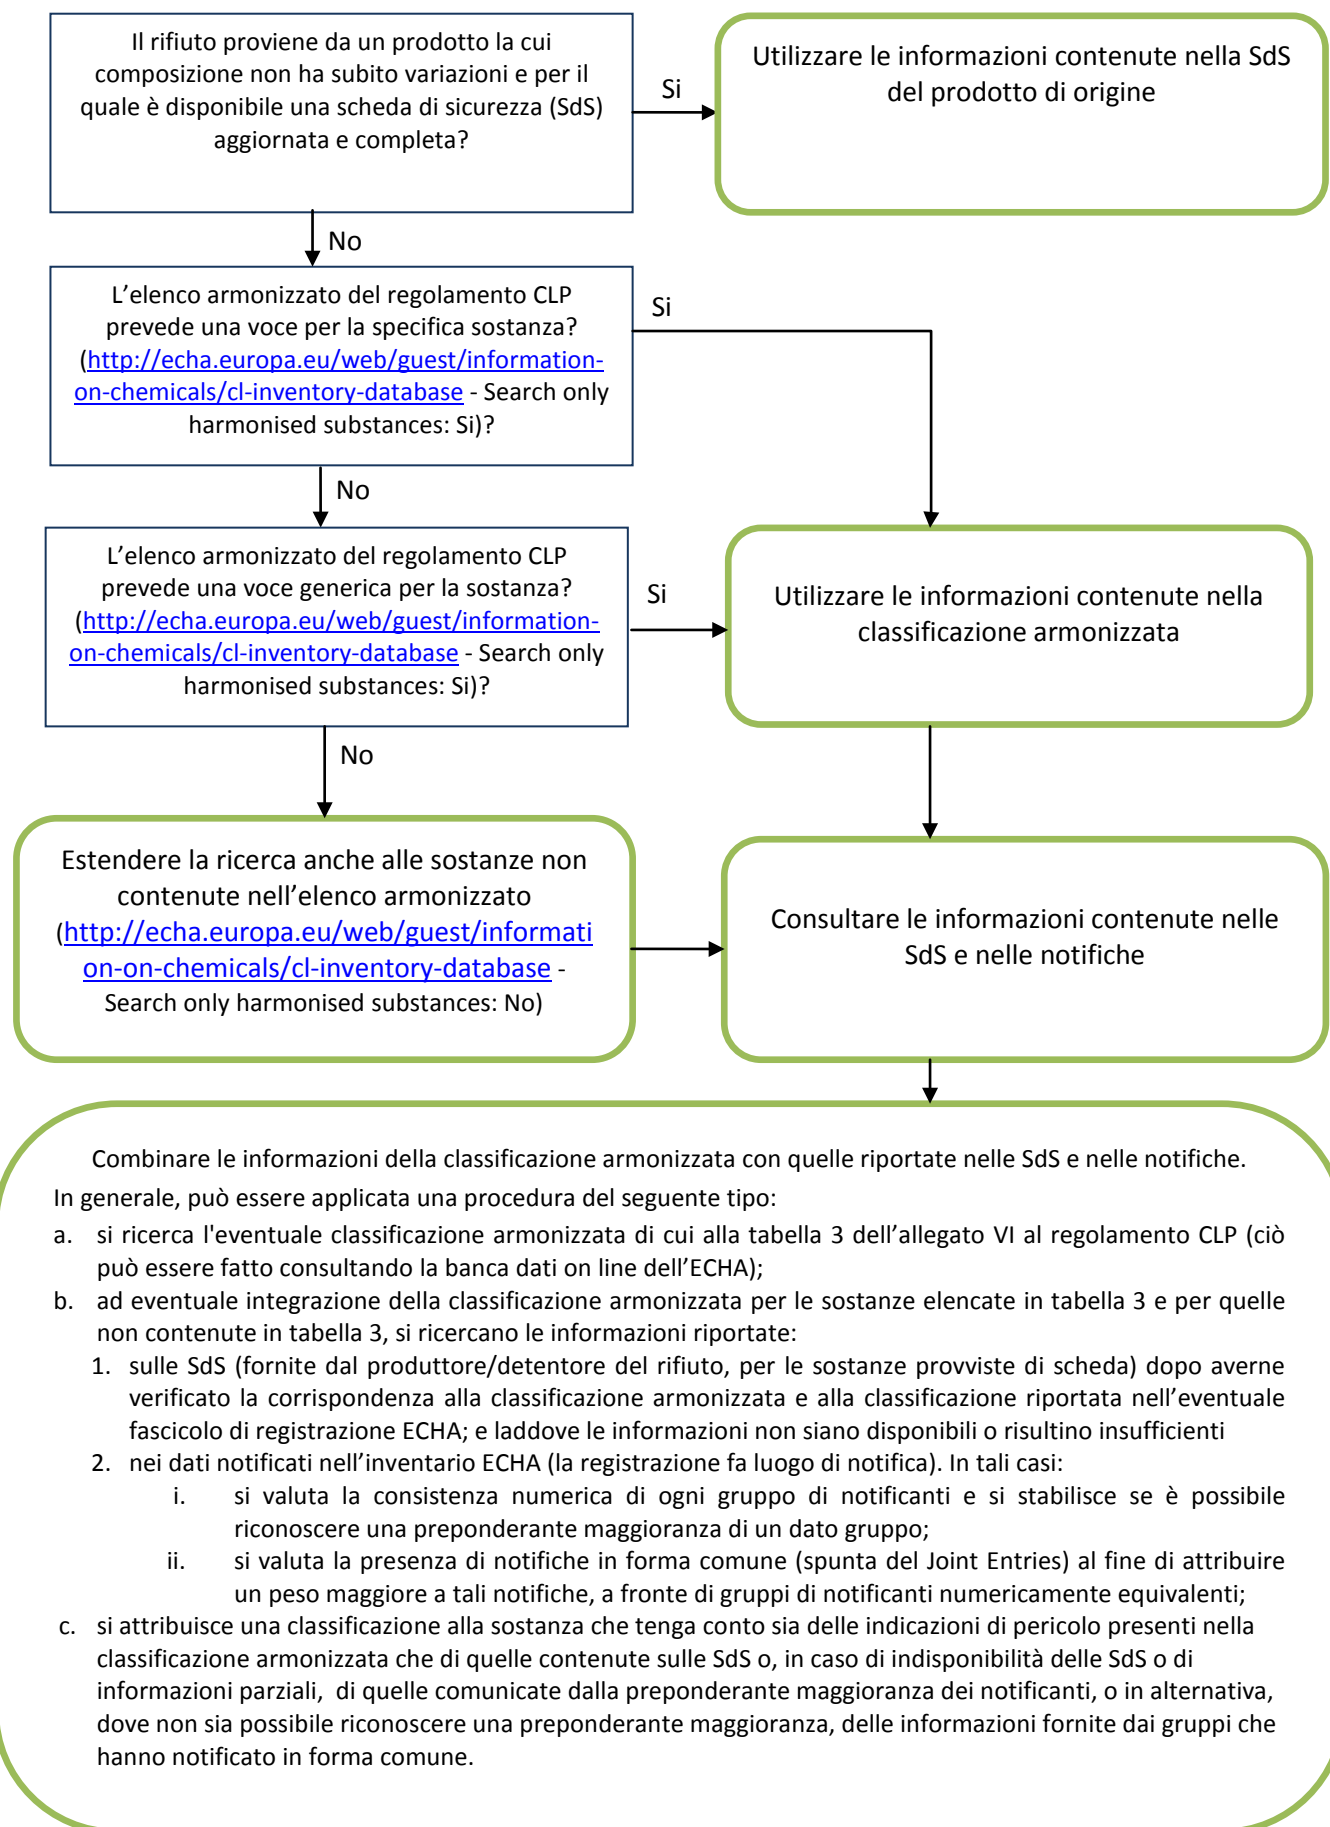 Il rifiuto proviene da un prodotto la cui
composizione non ha subito variazioni e per il
quale è disponibile una scheda di sicurezza (SdS)
aggiornata e completa?
Si
Utilizzare le informazioni contenute nella SdS
del prodotto di origine
No
L’elenco armonizzato del regolamento CLP
prevede una voce per la specifica sostanza?
(http://echa.europa.eu/web/guest/information-
on-chemicals/cl-inventory-database - Search only
harmonised substances: Si)?
Si
No
L’elenco armonizzato del regolamento CLP
prevede una voce generica per la sostanza?
(http://echa.europa.eu/web/guest/information-
on-chemicals/cl-inventory-database - Search only
harmonised substances: Si)?
Si
Utilizzare le informazioni contenute nella
classificazione armonizzata
No
Estendere la ricerca anche alle sostanze non
contenute nell’elenco armonizzato
(http://echa.europa.eu/web/guest/informati
on-on-chemicals/cl-inventory-database -
Search only harmonised substances: No)
Consultare le informazioni contenute nelle
SdS e nelle notifiche
Combinare le informazioni della classificazione armonizzata con quelle riportate nelle SdS e nelle notifiche.
In generale, può essere applicata una procedura del seguente tipo:
a. si ricerca l'eventuale classificazione armonizzata di cui alla tabella 3 dell’allegato VI al regolamento CLP (ciò
può essere fatto consultando la banca dati on line dell’ECHA);
b. ad eventuale integrazione della classificazione armonizzata per le sostanze elencate in tabella 3 e per quelle
non contenute in tabella 3, si ricercano le informazioni riportate:
1. sulle SdS (fornite dal produttore/detentore del rifiuto, per le sostanze provviste di scheda) dopo averne
verificato la corrispondenza alla classificazione armonizzata e alla classificazione riportata nell’eventuale
fascicolo di registrazione ECHA; e laddove le informazioni non siano disponibili o risultino insufficienti
2. nei dati notificati nell’inventario ECHA (la registrazione fa luogo di notifica). In tali casi:
i. si valuta la consistenza numerica di ogni gruppo di notificanti e si stabilisce se è possibile
riconoscere una preponderante maggioranza di un dato gruppo;
ii. si valuta la presenza di notifiche in forma comune (spunta del Joint Entries) al fine di attribuire
un peso maggiore a tali notifiche, a fronte di gruppi di notificanti numericamente equivalenti;
c. si attribuisce una classificazione alla sostanza che tenga conto sia delle indicazioni di pericolo presenti nella
classificazione armonizzata che di quelle contenute sulle SdS o, in caso di indisponibilità delle SdS o di
informazioni parziali, di quelle comunicate dalla preponderante maggioranza dei notificanti, o in alternativa,
dove non sia possibile riconoscere una preponderante maggioranza, delle informazioni fornite dai gruppi che
hanno notificato in forma comune.